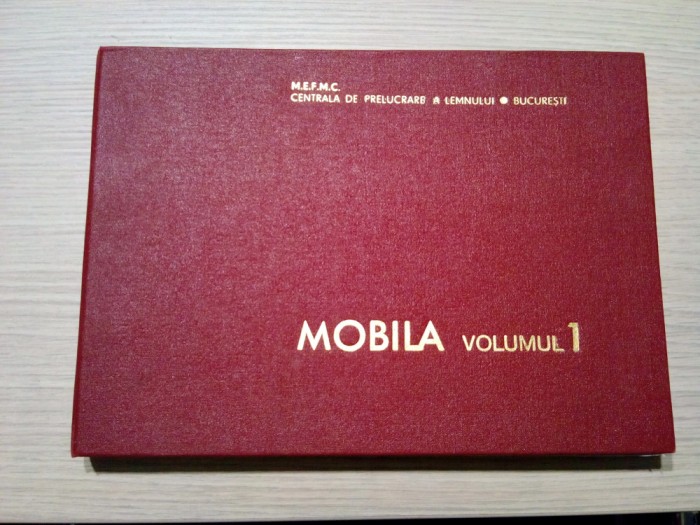 M.E.F.M.C.
CENTRALA DE PRELUCRARE A LEMNULUI ● BUCUREȘTI
MOBILA VOLUMUL 1